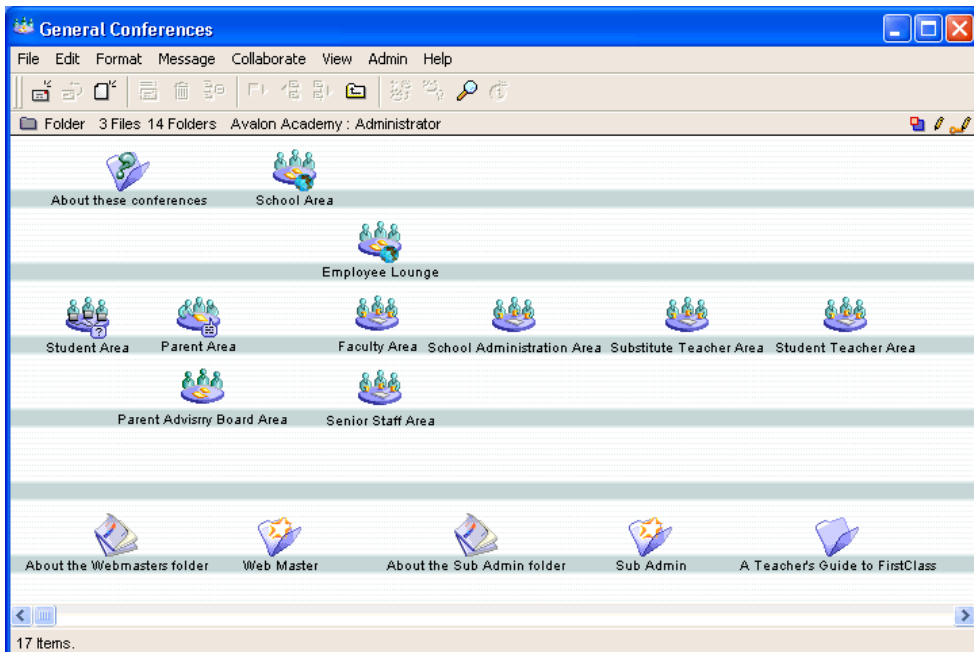 General Conferences
File Edit Format Message Collaborate View Admin Help
Folder 3 Files 14 Folders Avalon Academy : Administrator
About these conferences School Area
Employee Lounge
Student Area Parent Area Faculty Area School Administration Area Substitute Teacher Area Student Teacher Area
Parent Advisrry Board Area Senior Staff Area
About the Webmasters folder Web Master About the Sub Admin folder Sub Admin A Teacher's Guide to FirstClass
17 Items.